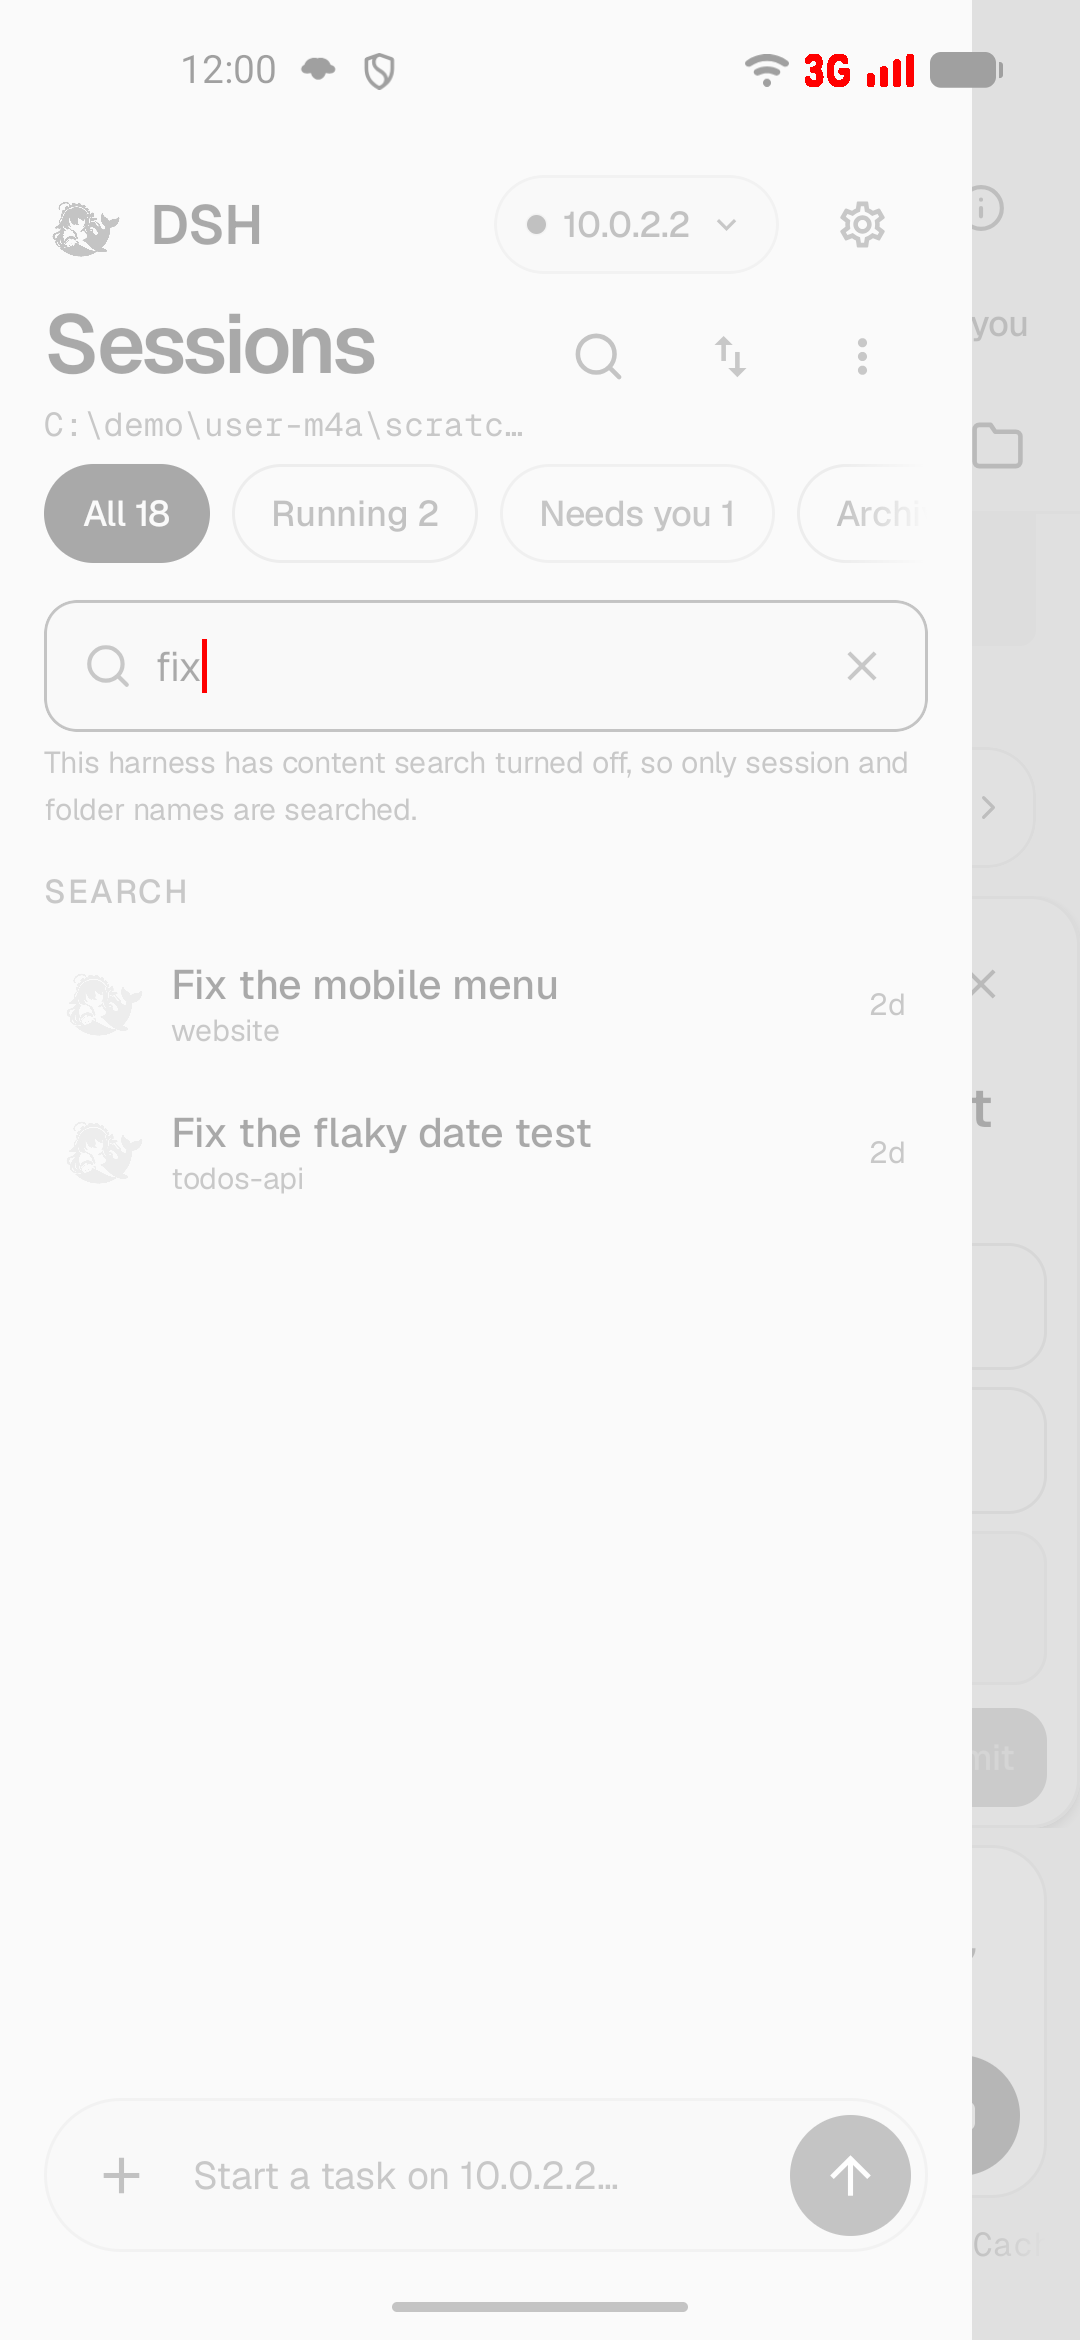 12:00
3G
DSH
10.0.2.2
Sessions
C:\demo\user-m4a\scratc…
All 18
Running 2
Needs you 1
Archi
fix
This harness has content search turned off, so only session and
folder names are searched.
SEARCH
Fix the mobile menu
website
2d
Fix the flaky date test
todos-api
2d
Start a task on 10.0.2.2…
you
t
mit
Cac